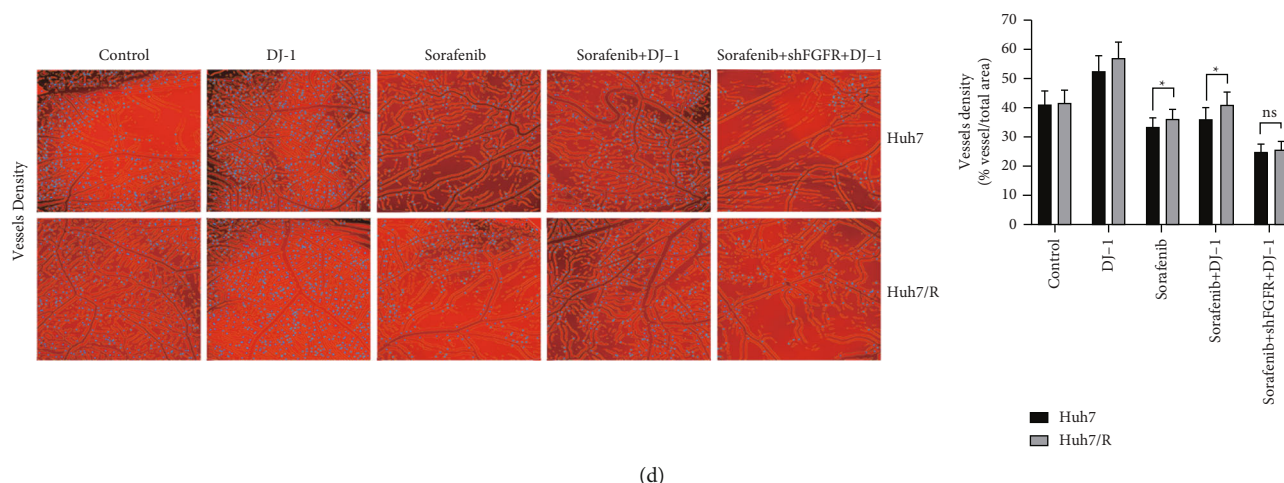 Control
DJ-1
Sorafenib
Sorafenib+DJ-1
Sorafenib+shFGFR+DJ-1
Vessels Density
Huh7
Huh7/R
Vessels density
(% vessel/total area)
70
60
50
40
30
20
10
0
*
*
ns
Control
DJ-1
Sorafenib
Sorafenib+DJ-1
Sorafenib+shFGFR+DJ-1
Huh7
Huh7/R
(d)